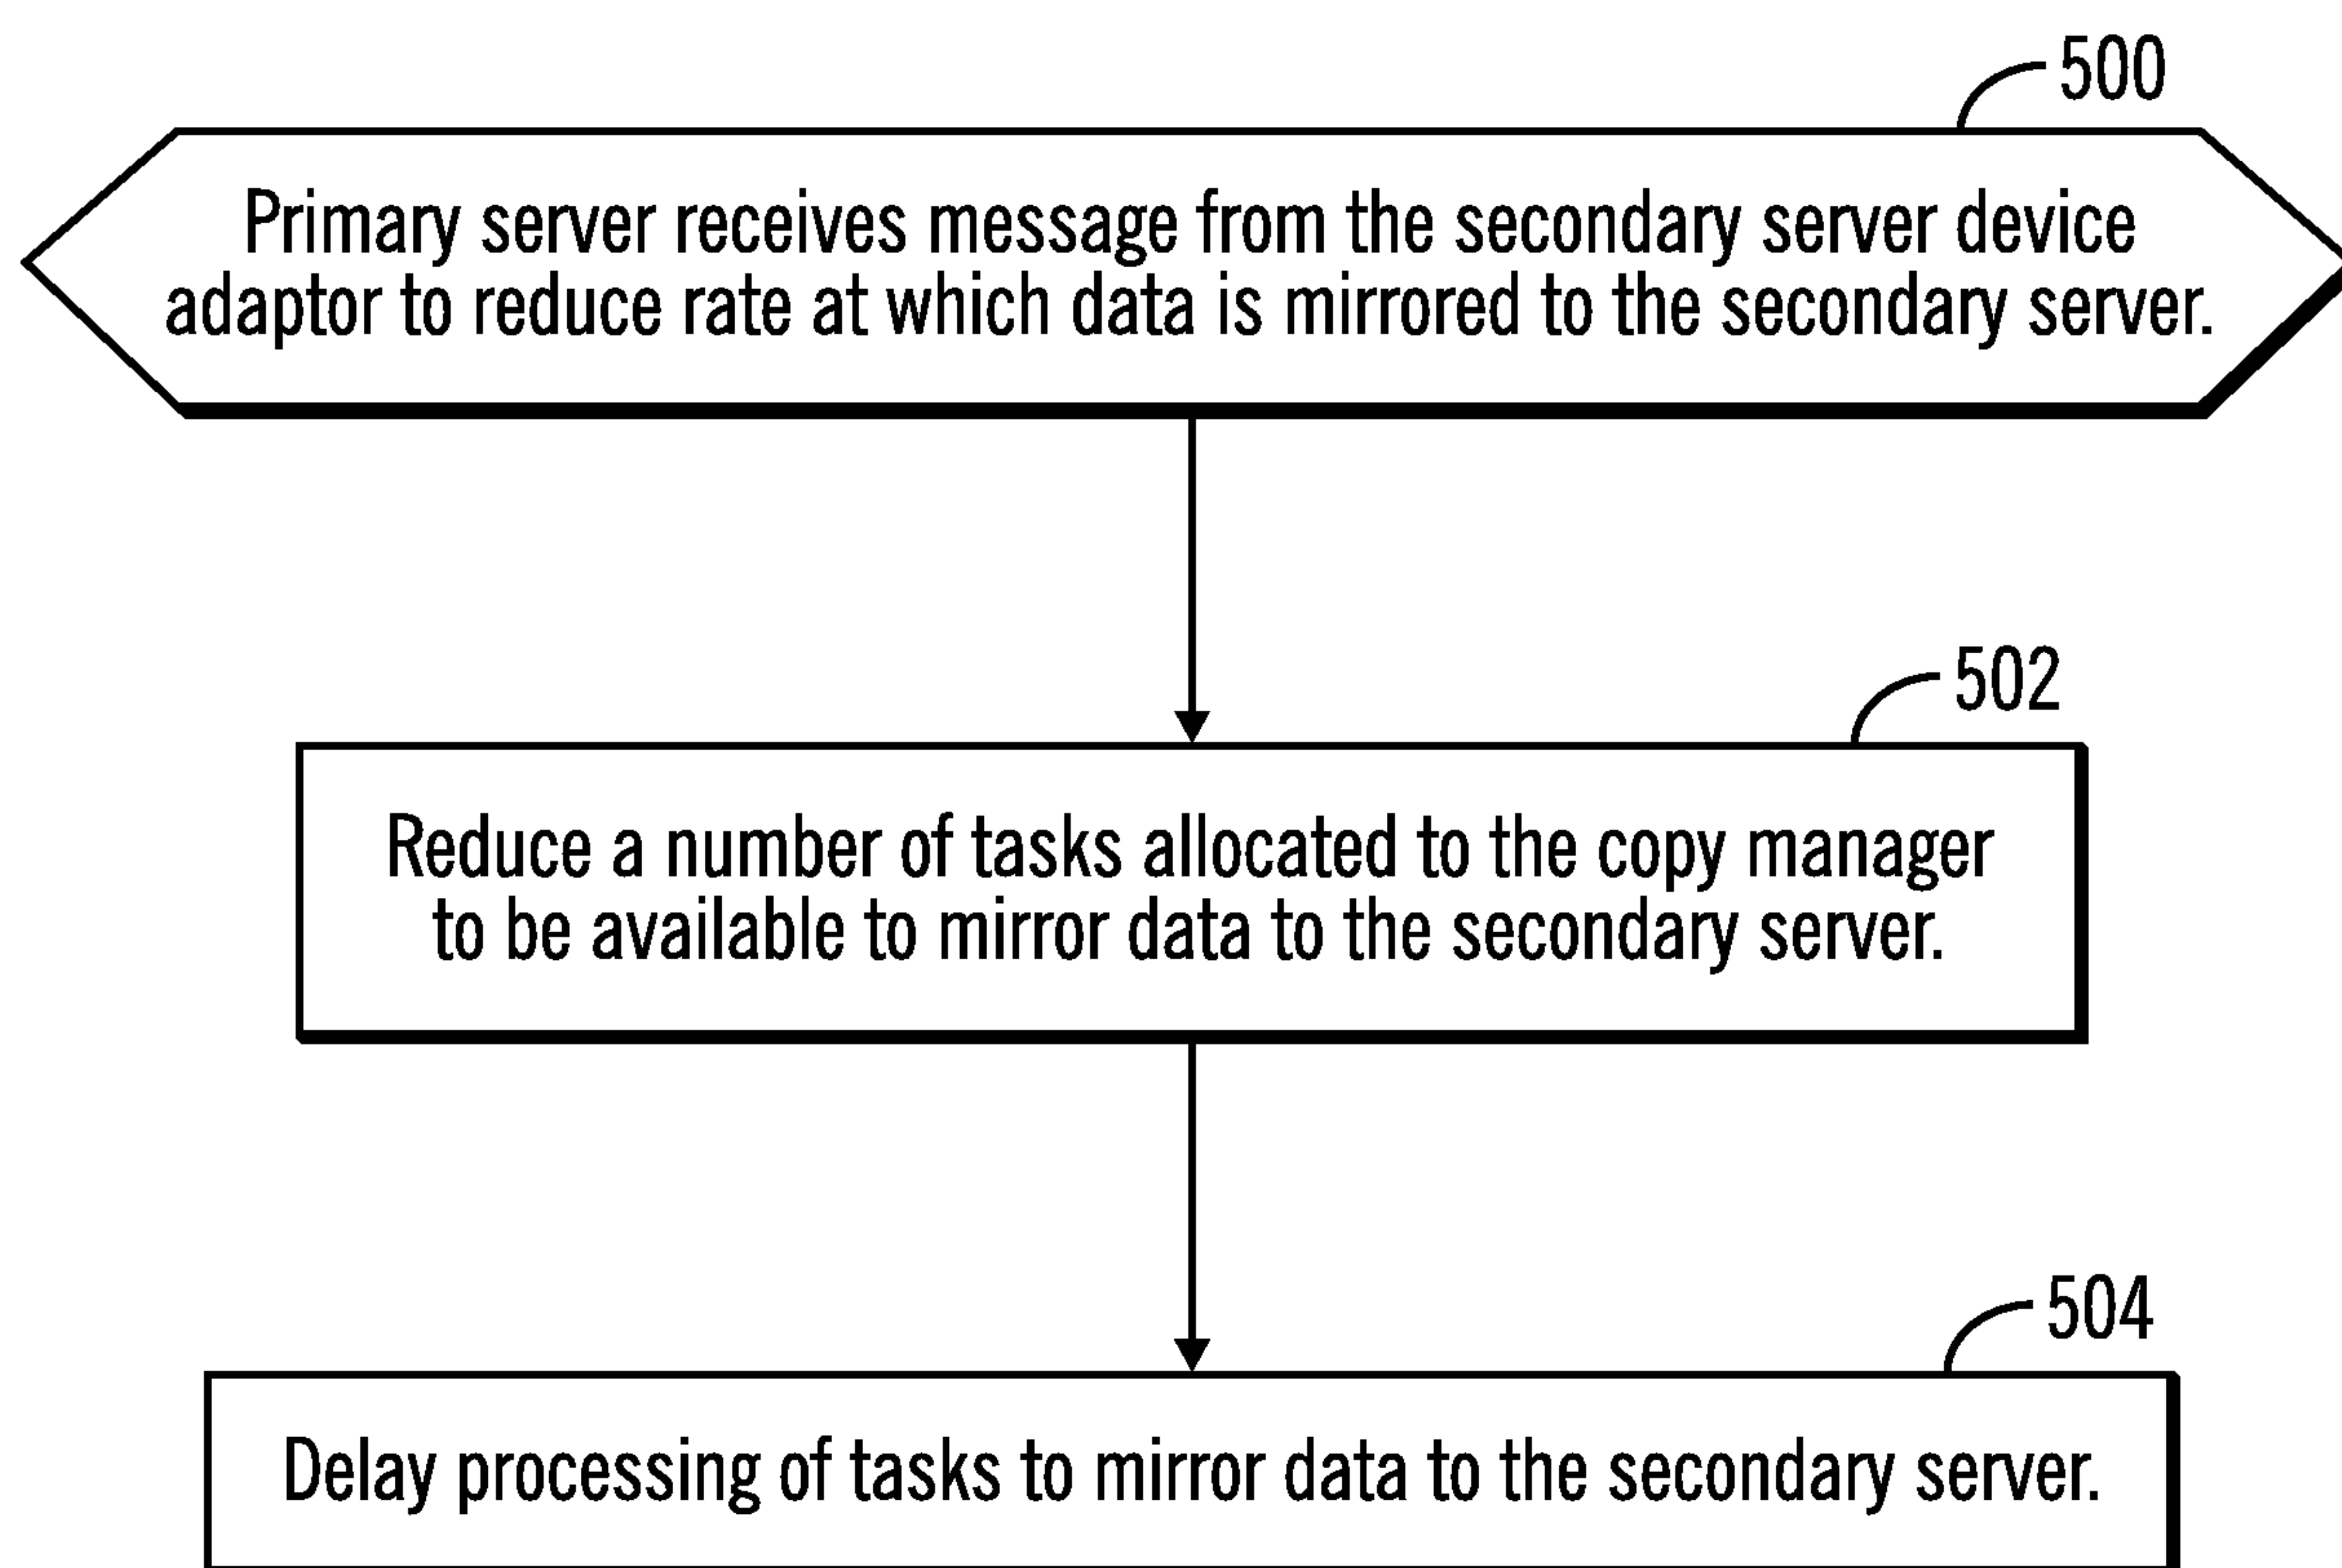 500
Primary server receives message from the secondary server device
adaptor to reduce rate at which data is mirrored to the secondary server.
502
Reduce a number of tasks allocated to the copy manager
to be available to mirror data to the secondary server.
504
Delay processing of tasks to mirror data to the secondary server.